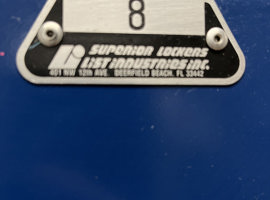 8
Superior Lockers
List Industries Inc.
401 NW 12th AVE. DEERFIELD BEACH, FL 33442